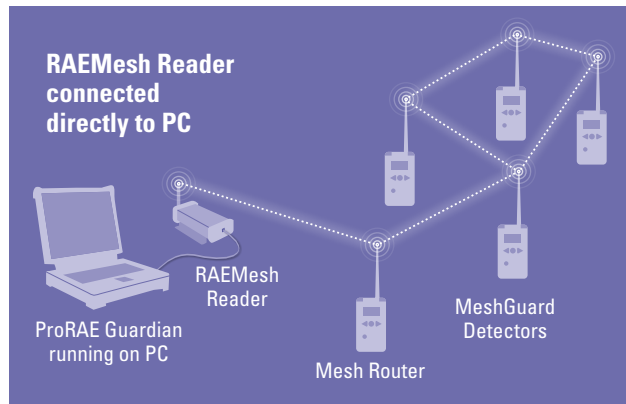 RAEMesh Reader
connected
directly to PC
RAEMesh
Reader
ProRAE Guardian
running on PC
Mesh Router
MeshGuard
Detectors